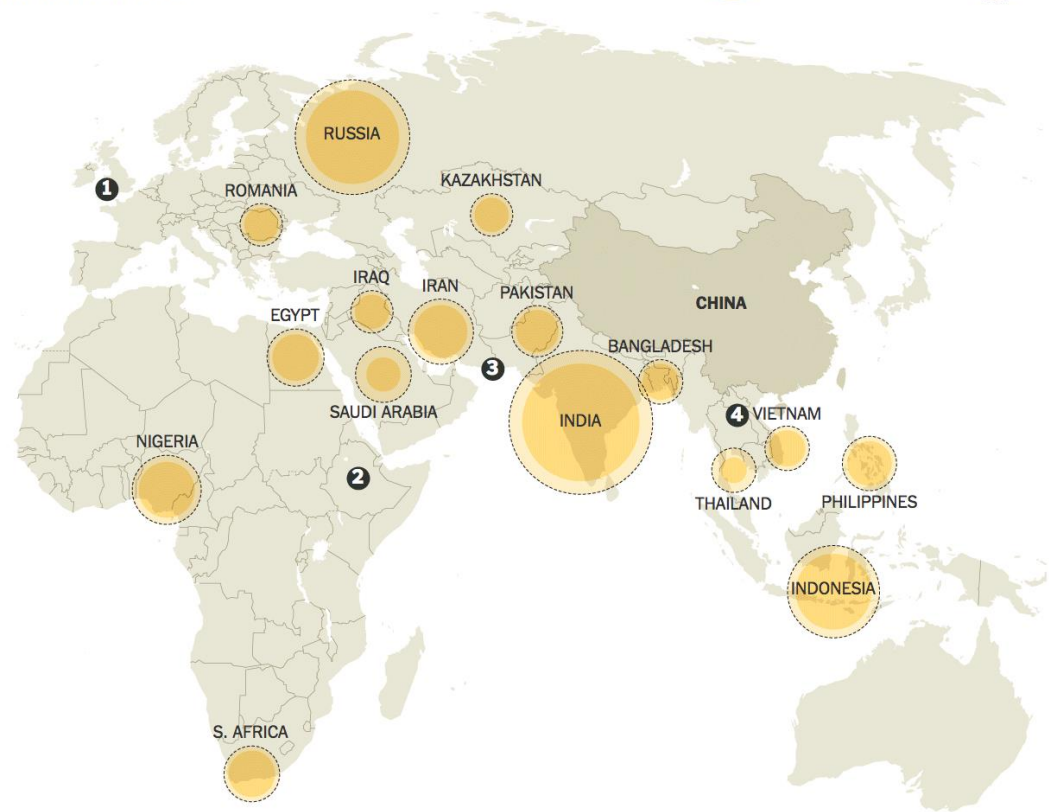 RUSSIA
KAZAKHSTAN
1
ROMANIA
IRAQ
IRAN
PAKISTAN
CHINA
EGYPT
BANGLADESH
3
SAUDI ARABIA
INDIA
4
VIETNAM
NIGERIA
2
THAILAND
PHILIPPINES
INDONESIA
S. AFRICA